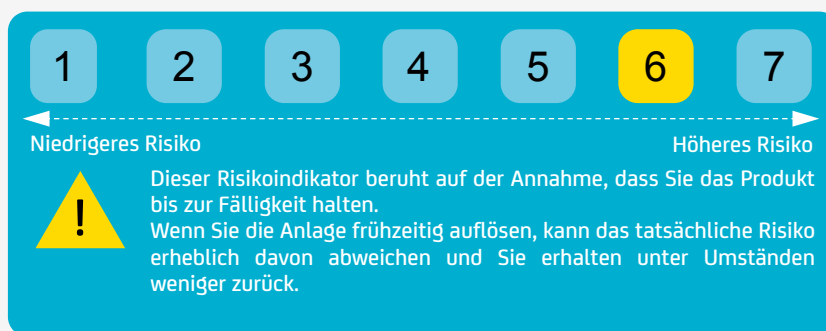 1 2 3 4 5 6 7
Niedrigeres Risiko Höheres Risiko
! Dieser Risikoindikator beruht auf der Annahme, dass Sie das Produkt
bis zur Fälligkeit halten.
Wenn Sie die Anlage frühzeitig auflösen, kann das tatsächliche Risiko
erheblich davon abweichen und Sie erhalten unter Umständen
weniger zurück.